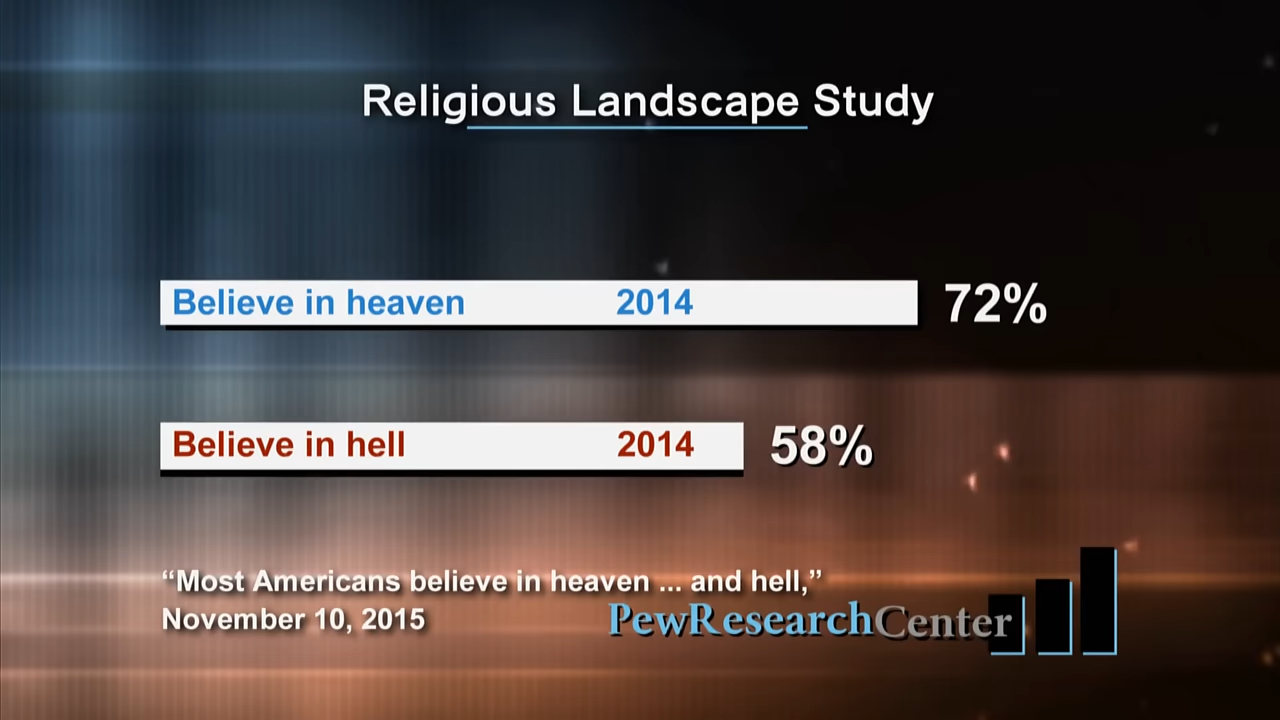 Religious Landscape Study
Believe in heaven 2014 72%
Believe in hell 2014 58%
“Most Americans believe in heaven ... and hell,”
November 10, 2015
PewResearchCenter